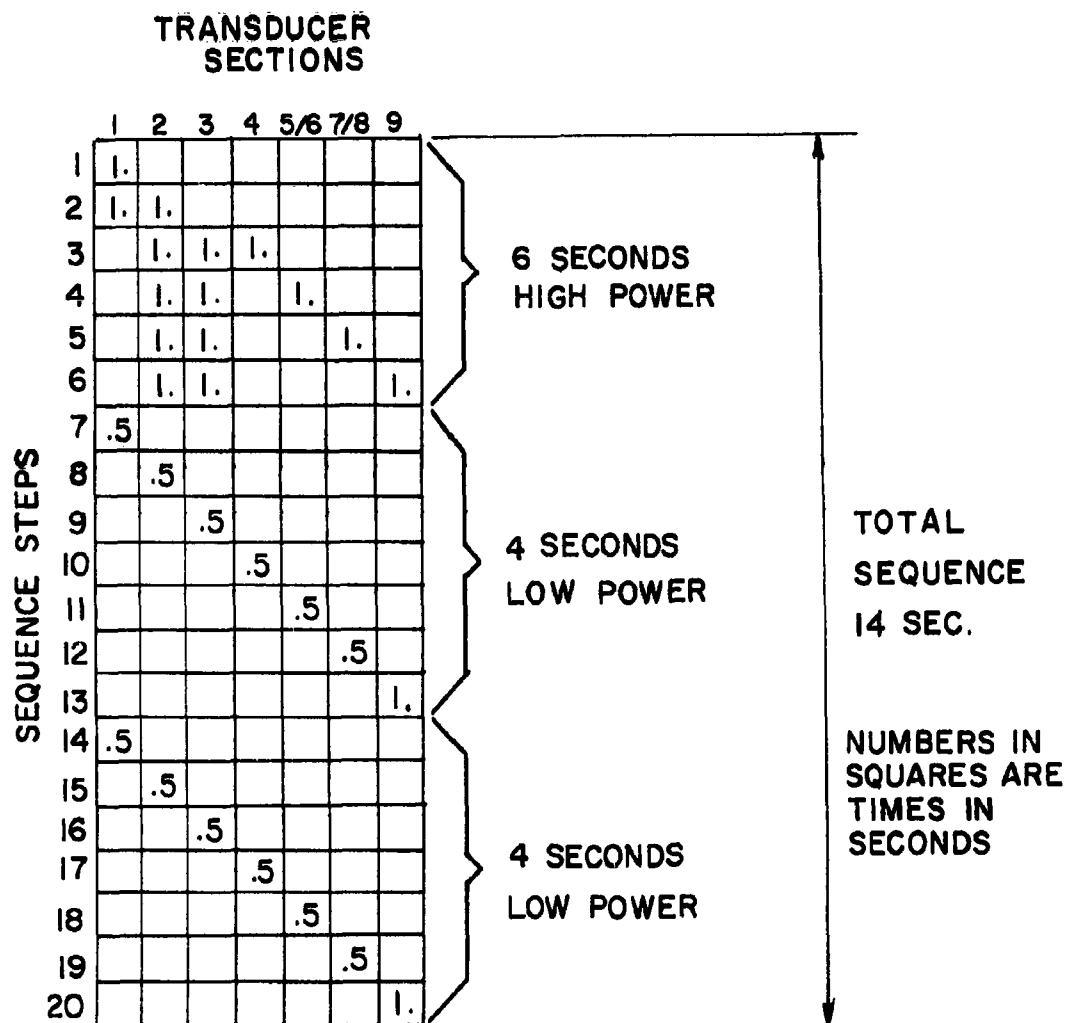 TRANSDUCER
SECTIONS
1 2 3 4 5/6 7/8 9
SEQUENCE STEPS
1 1.
2 1. 1.
3 1. 1. 1.
4 1. 1. 1.
5 1. 1. 1.
6 1. 1. 1.
7 .5
8 .5
9 .5
10 .5
11 .5
12 .5
13 1.
14 .5
15 .5
16 .5
17 .5
18 .5
19 .5
20 1.
6 SECONDS
HIGH POWER
4 SECONDS
LOW POWER
4 SECONDS
LOW POWER
TOTAL
SEQUENCE
14 SEC.
NUMBERS IN
SQUARES ARE
TIMES IN
SECONDS